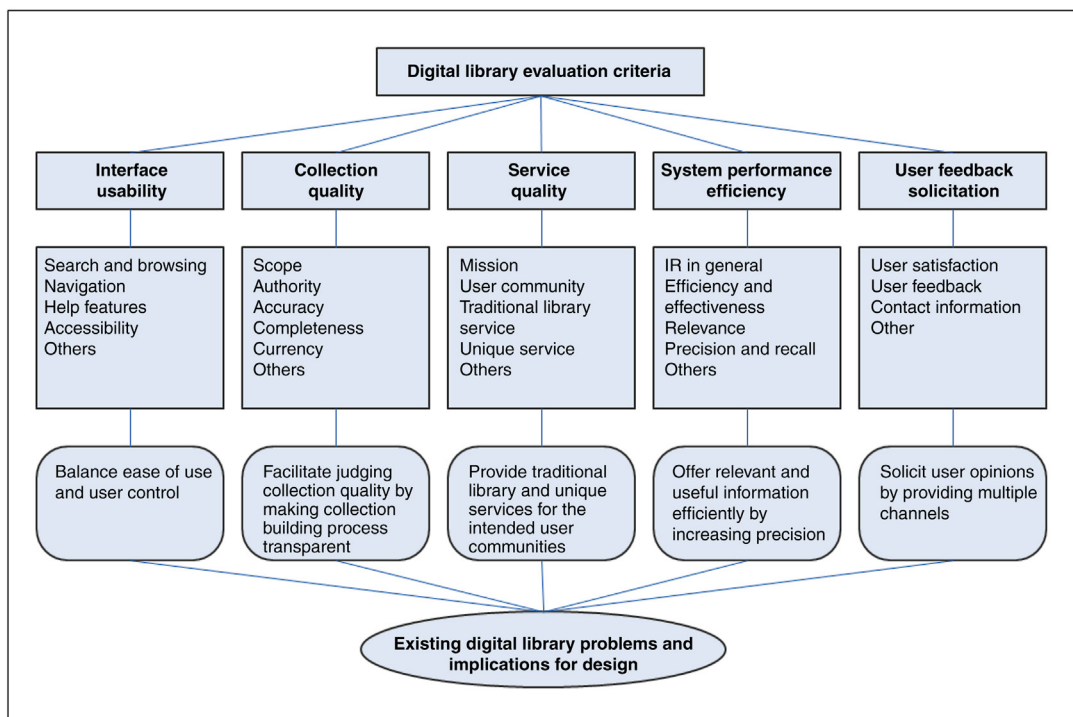 Digital library evaluation criteria
Interface
usability
Collection
quality
Service
quality
System performance
efficiency
User feedback
solicitation
Search and browsing
Navigation
Help features
Accessibility
Others
Scope
Authority
Accuracy
Completeness
Currency
Others
Mission
User community
Traditional library
service
Unique service
Others
IR in general
Efficiency and
effectiveness
Relevance
Precision and recall
Others
User satisfaction
User feedback
Contact information
Other
Balance ease of use
and user control
Facilitate judging
collection quality by
making collection
building process
transparent
Provide traditional
library and unique
services for the
intended user
communities
Offer relevant and
useful information
efficiently by
increasing precision
Solicit user opinions
by providing multiple
channels
Existing digital library problems and
implications for design